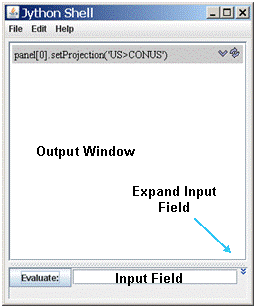 Jython Shell
File Edit Help
panel[0].setProjection('US>CONUS')
Output Window
Expand Input
Field
Evaluate: Input Field